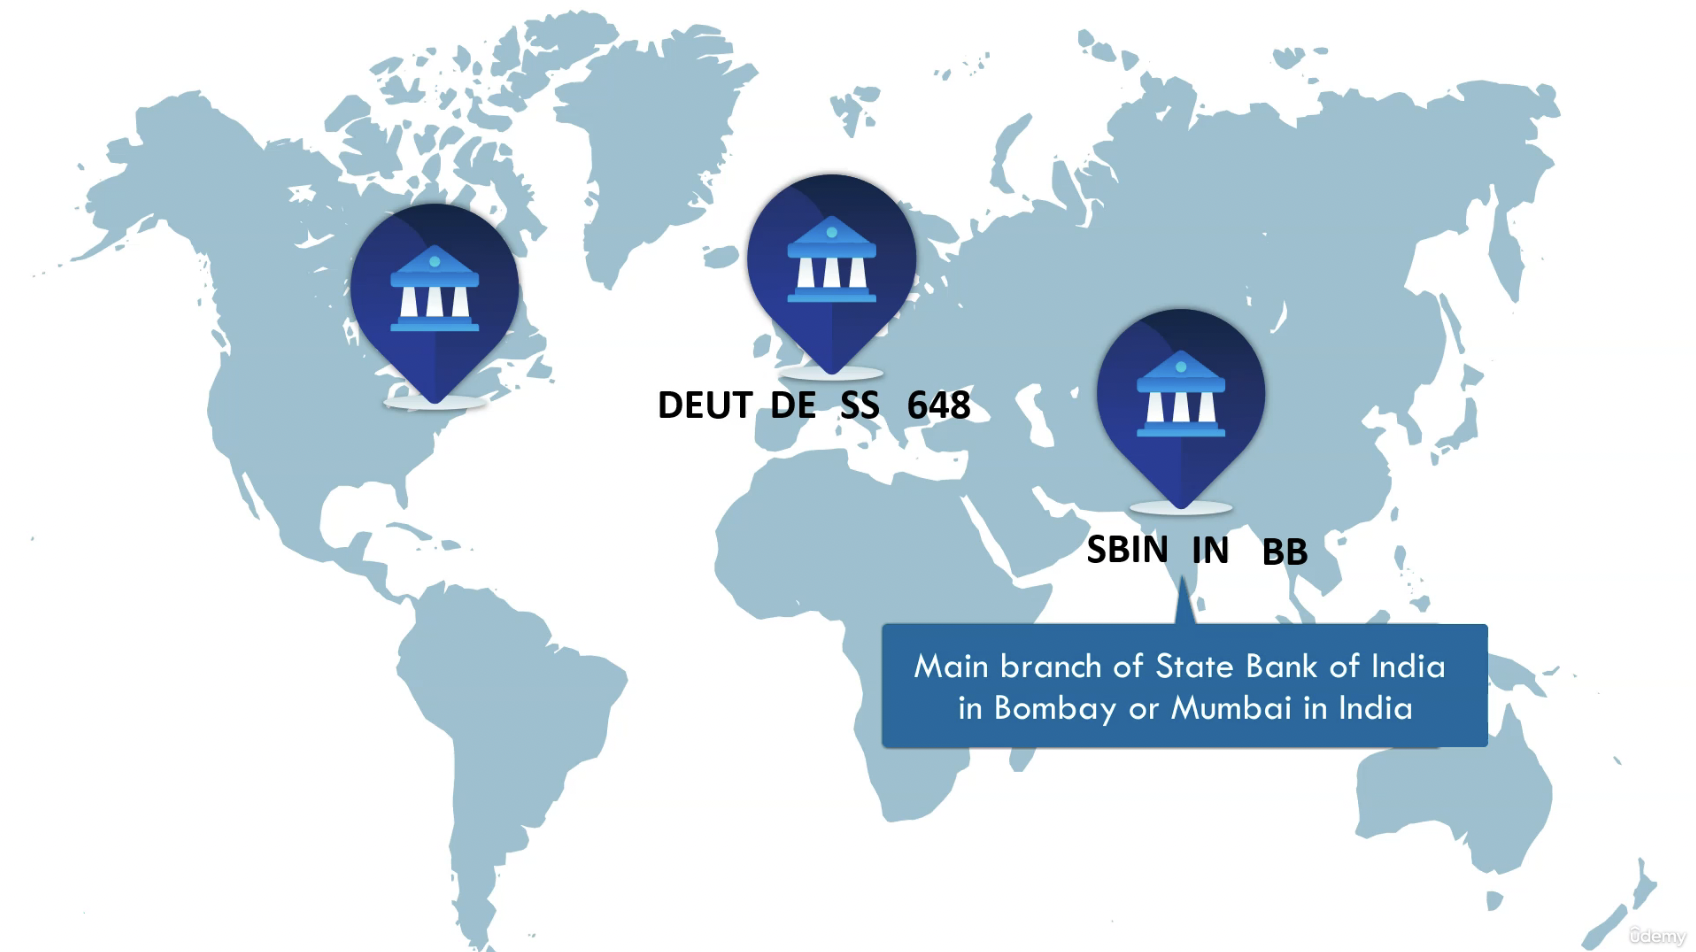 DEUT DE SS 648
SBIN IN BB
Main branch of State Bank of India
in Bombay or Mumbai in India
ûdemy